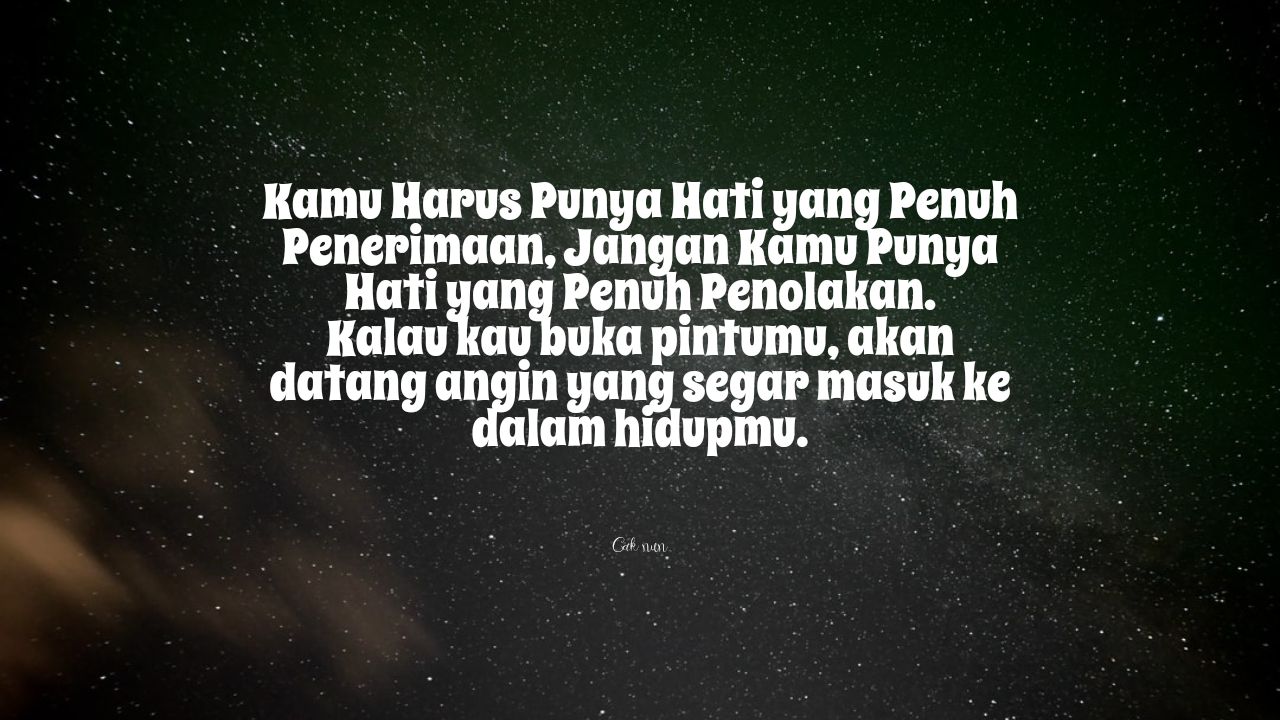 Kamu Harus Punya Hati yang Penuh
Penerimaan, Jangan Kamu Punya
Hati yang Penuh Penolakan.
Kalau kau buka pintumu, akan
datang angin yang segar masuk ke
dalam hidupmu.
Cak nun